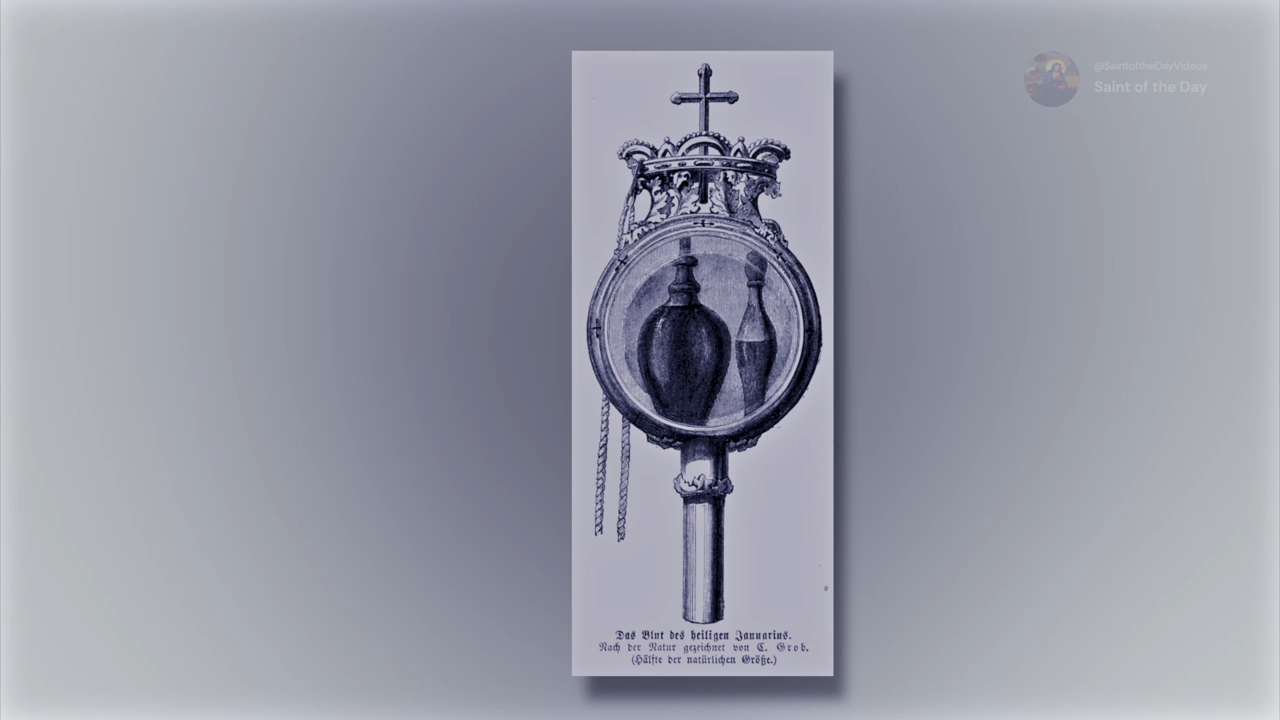 @SaintoftheDayVideos
Saint of the Day
Das Blut des heiligen Januarius.
Nach der Natur gezeichnet von C. Grob.
(Hälfte der natürlichen Größe.)